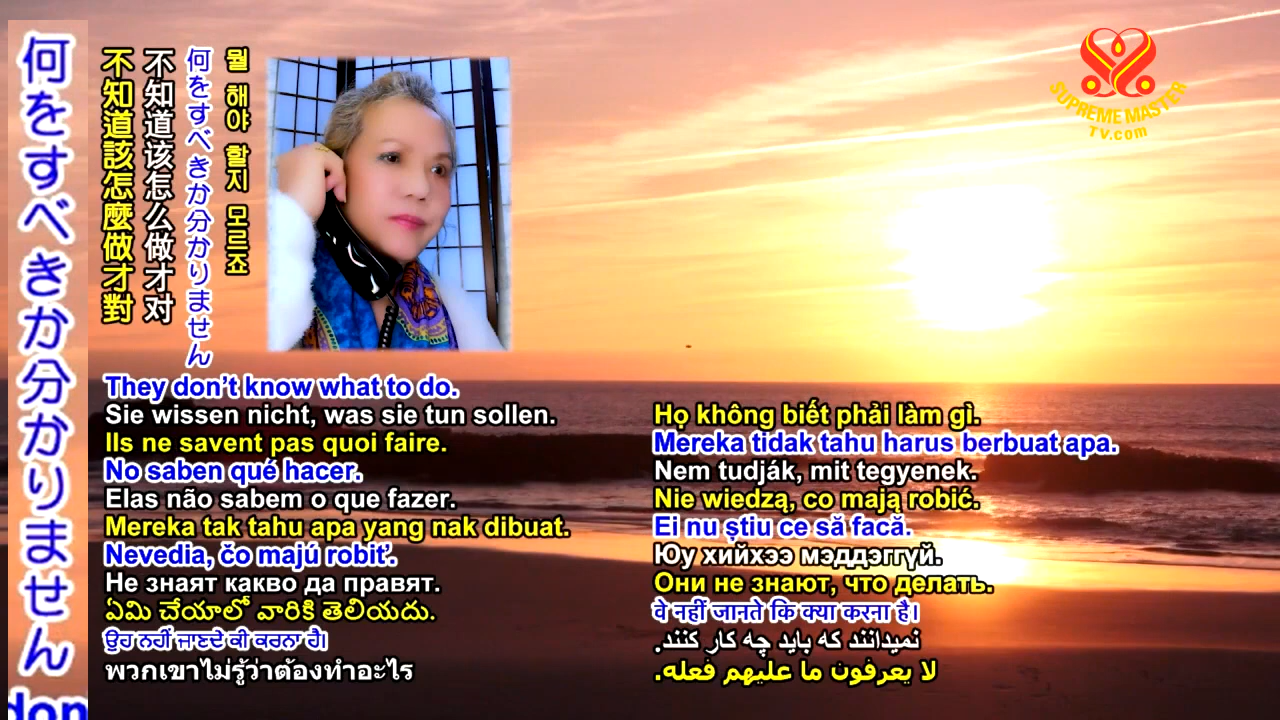 何をすべきか分かりません
don
不知道該怎麼做才對
不知道该怎么做才对
何をすべきか分かりません
뭘 해야 할지 모르죠
SUPREME MASTER
TV.com
They don't know what to do.
Sie wissen nicht, was sie tun sollen.
Ils ne savent pas quoi faire.
No saben qué hacer.
Elas não sabem o que fazer.
Mereka tak tahu apa yang nak dibuat.
Nevedia, čo majú robiť.
Не знаят какво да правят.
ఏమి చేయాలో వారికి తెలియదు.
ਉਹ ਨਹੀਂ ਜਾਣਦੇ ਕੀ ਕਰਨਾ ਹੈ।
พวกเขาไม่รู้ว่าต้องทำอะไร
Họ không biết phải làm gì.
Mereka tidak tahu harus berbuat apa.
Nem tudják, mit tegyenek.
Nie wiedzą, co mają robić.
Ei nu știu ce să facă.
Юу хийхээ мэддэггүй.
Они не знают, что делать.
वे नहीं जानते कि क्या करना है।
نمیدانند که باید چه کار کنند.
لا يعرفون ما عليهم فعله.